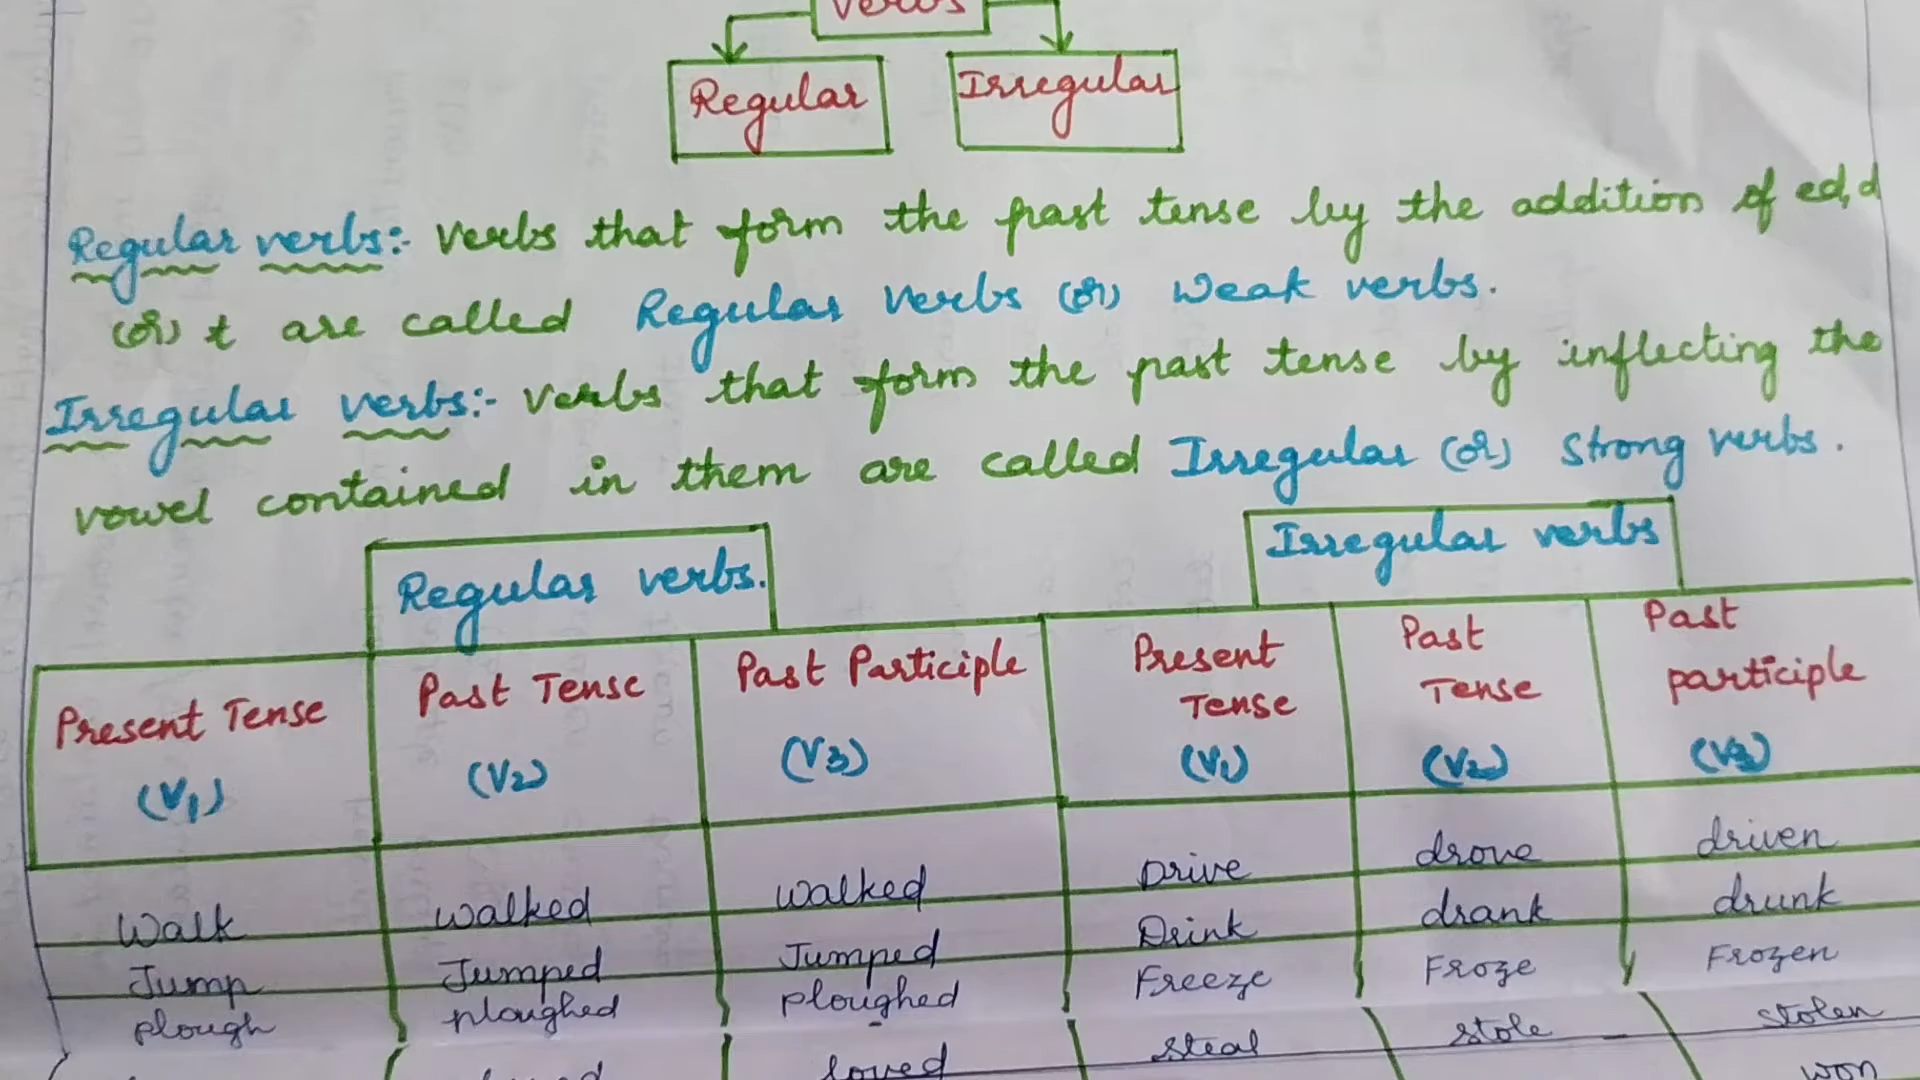 Verbs
Regular Irregular
Regular verbs:- Verbs that form the past tense by the addition of ed, d
(or) t are called Regular Verbs (or) Weak verbs.
Irregular verbs:- Verbs that form the past tense by inflecting the
vowel contained in them are called Irregular (or) Strong verbs.
Regular verbs. Irregular verbs
Present Tense (V1) Past Tense (V2) Past Participle (V3) Present Tense (V1) Past Tense (V2) Past participle (V3)
Walk walked walked Drive drove driven
Jump Jumped Jumped Drink drank drunk
plough ploughed ploughed Freeze Froze Frozen
loved steal stole stolen
won